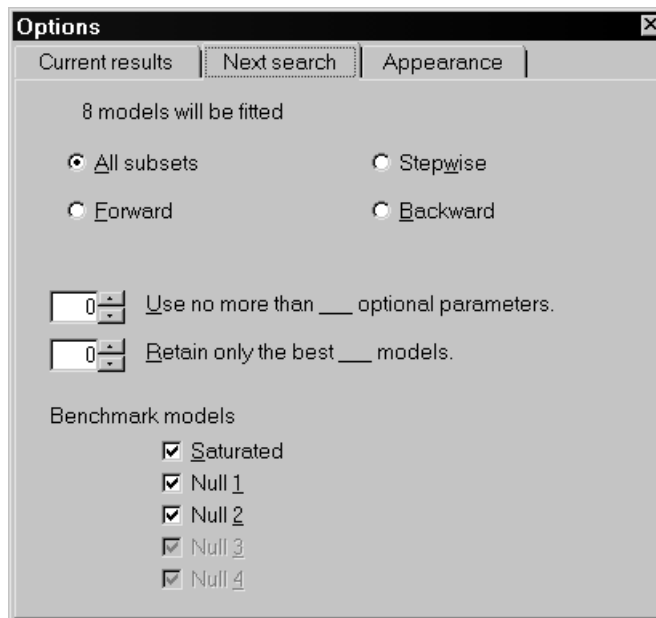 Options
Current results Next search Appearance
8 models will be fitted
All subsets Stepwise
Forward Backward
0 Use no more than ___ optional parameters.
0 Retain only the best ___ models.
Benchmark models
Saturated
Null 1
Null 2
Null 3
Null 4